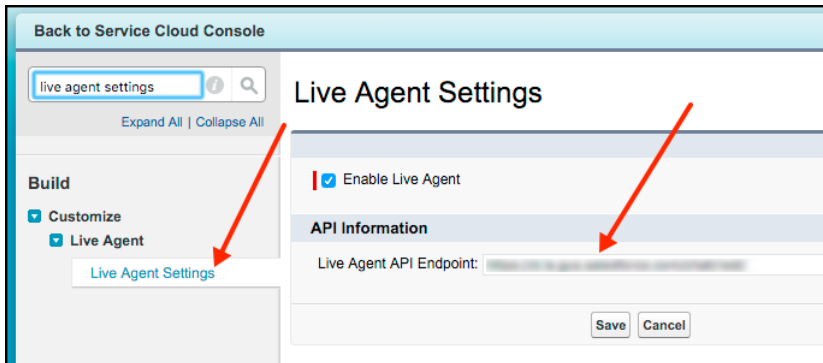 Back to Service Cloud Console
live agent settings
Expand All | Collapse All
Build
Customize
Live Agent
Live Agent Settings
Live Agent Settings
Enable Live Agent
API Information
Live Agent API Endpoint:
Save Cancel